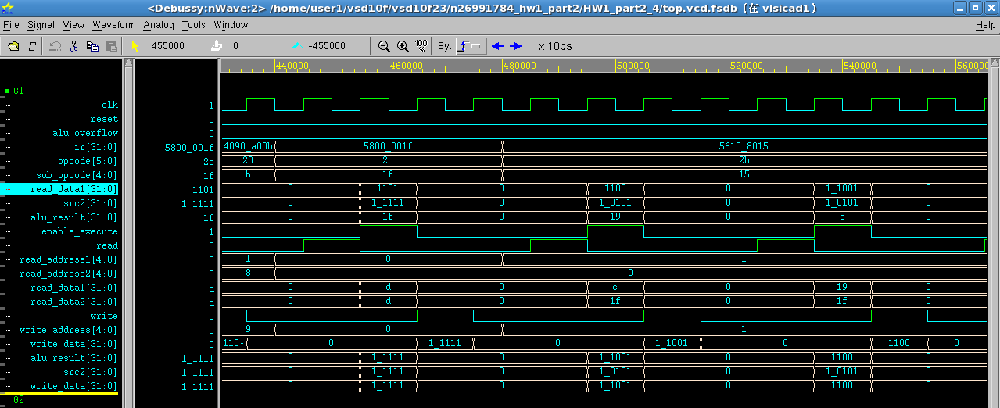 <Debussy:nWave:2> /home/user1/vsd10f/vsd10f23/n26991784_hw1_part2/HW1_part2_4/top.vcd.fsdb (在 vlsicad1)
File Signal View Waveform Analog Tools Window Help
455000 0 -455000 100 % By: x 10ps
440000 460000 480000 500000 520000 540000 560000
G1
clk 1
reset 0
alu_overflow 0
ir[31:0] 5800_001f 4090_a00b 5800_001f 5610_8015
opcode[5:0] 2c 20 2c 2b
sub_opcode[4:0] 1f b 1f 15
read_data1[31:0] 1101 0 1101 0 1100 0 1_1001 0
src2[31:0] 1_1111 0 1_1111 0 1_0101 0 1_0101 0
alu_result[31:0] 1f 0 1f 0 19 0 c 0
enable_execute 1
read 0
read_address1[4:0] 0 1 0 1
read_address2[4:0] 0 8 0
read_data1[31:0] d 0 d 0 c 0 19 0
read_data2[31:0] d 0 d 0 1f 0 1f 0
write 0
write_address[4:0] 0 9 0 1
write_data[31:0] 0 110* 0 1_1111 0 1_1001 0 1100 0
alu_result[31:0] 1_1111 0 1_1111 0 1_1001 0 1100 0
src2[31:0] 1_1111 0 1_1111 0 1_0101 0 1_0101 0
write_data[31:0] 1_1111 0 1_1111 0 1_1001 0 1100 0
G2